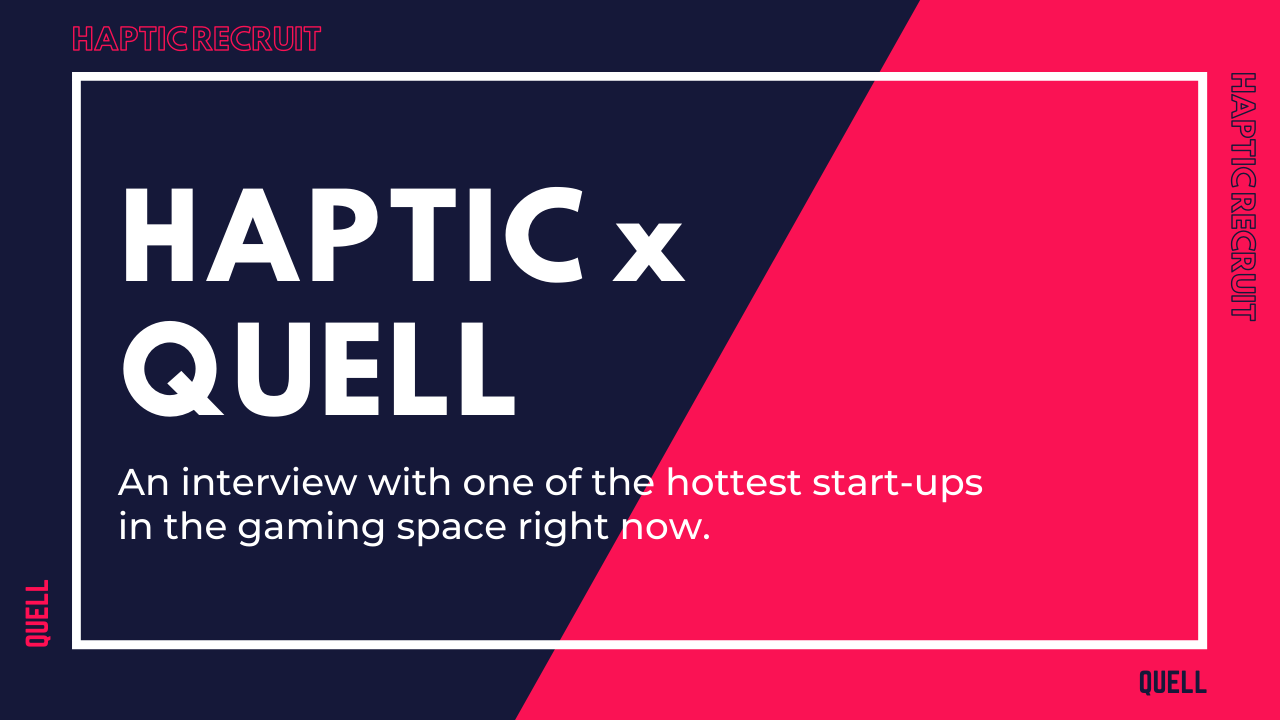 HAPTIC RECRUIT
HAPTIC RECRUIT
HAPTIC x
QUELL
An interview with one of the hottest start-ups
in the gaming space right now.
QUELL
QUELL